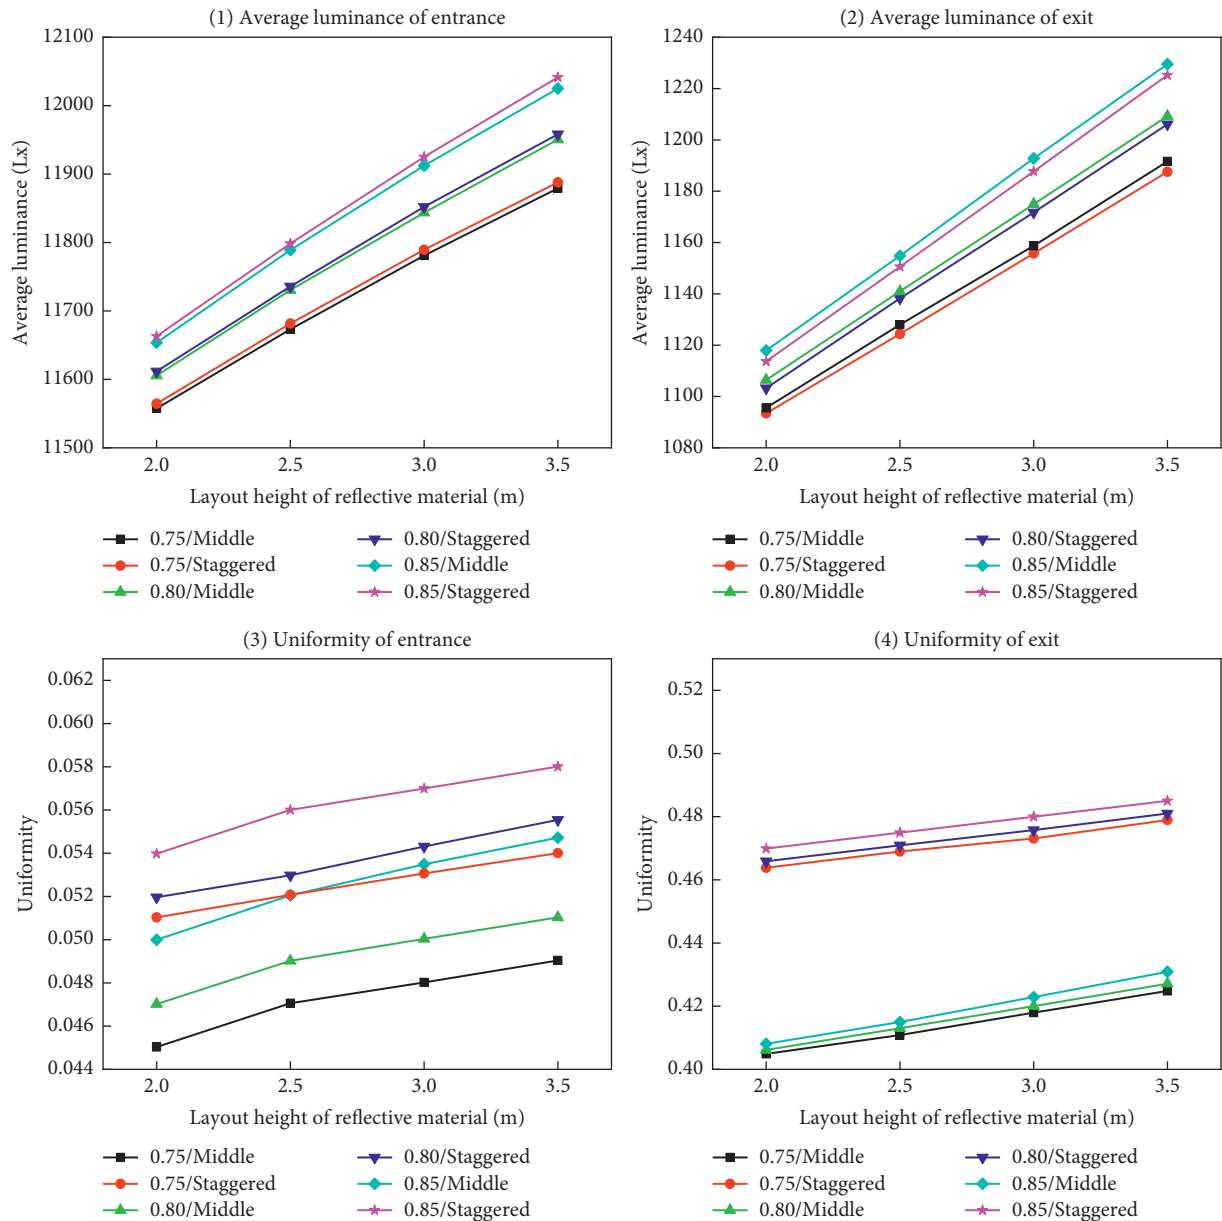 (1) Average luminance of entrance
12100
12000
11900
11800
11700
11600
11500
Average luminance (Lx)
2.0 2.5 3.0 3.5
Layout height of reflective material (m)
0.75/Middle 0.80/Staggered
0.75/Staggered 0.85/Middle
0.80/Middle 0.85/Staggered
(2) Average luminance of exit
1240
1220
1200
1180
1160
1140
1120
1100
1080
Average luminance (Lx)
2.0 2.5 3.0 3.5
Layout height of reflective material (m)
0.75/Middle 0.80/Staggered
0.75/Staggered 0.85/Middle
0.80/Middle 0.85/Staggered
(3) Uniformity of entrance
0.062
0.060
0.058
0.056
0.054
0.052
0.050
0.048
0.046
0.044
Uniformity
2.0 2.5 3.0 3.5
Layout height of reflective material (m)
0.75/Middle 0.80/Staggered
0.75/Staggered 0.85/Middle
0.80/Middle 0.85/Staggered
(4) Uniformity of exit
0.52
0.50
0.48
0.46
0.44
0.42
0.40
Uniformity
2.0 2.5 3.0 3.5
Layout height of reflective material (m)
0.75/Middle 0.80/Staggered
0.75/Staggered 0.85/Middle
0.80/Middle 0.85/Staggered